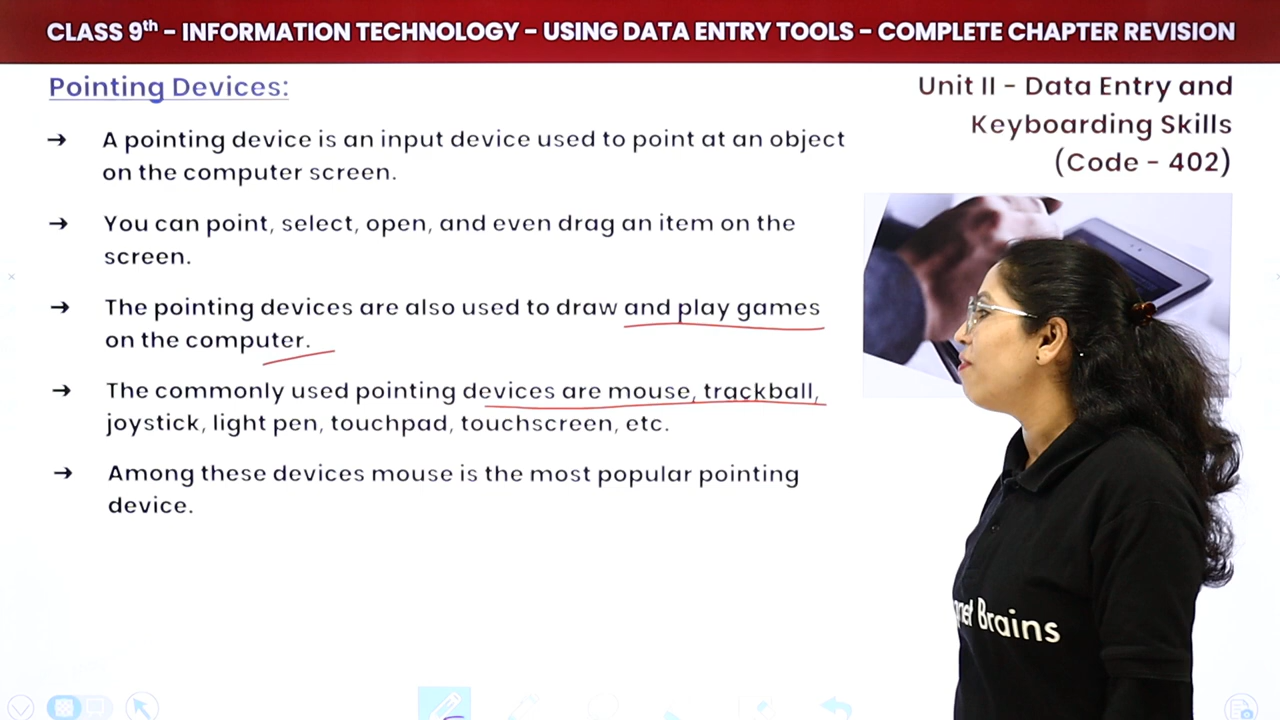 CLASS 9th - INFORMATION TECHNOLOGY - USING DATA ENTRY TOOLS - COMPLETE CHAPTER REVISION
Pointing Devices:
Unit II - Data Entry and
Keyboarding Skills
(Code - 402)
→ A pointing device is an input device used to point at an object
on the computer screen.
→ You can point, select, open, and even drag an item on the
screen.
→ The pointing devices are also used to draw and play games
on the computer.
→ The commonly used pointing devices are mouse, trackball,
joystick, light pen, touchpad, touchscreen, etc.
→ Among these devices mouse is the most popular pointing
device.
Brains